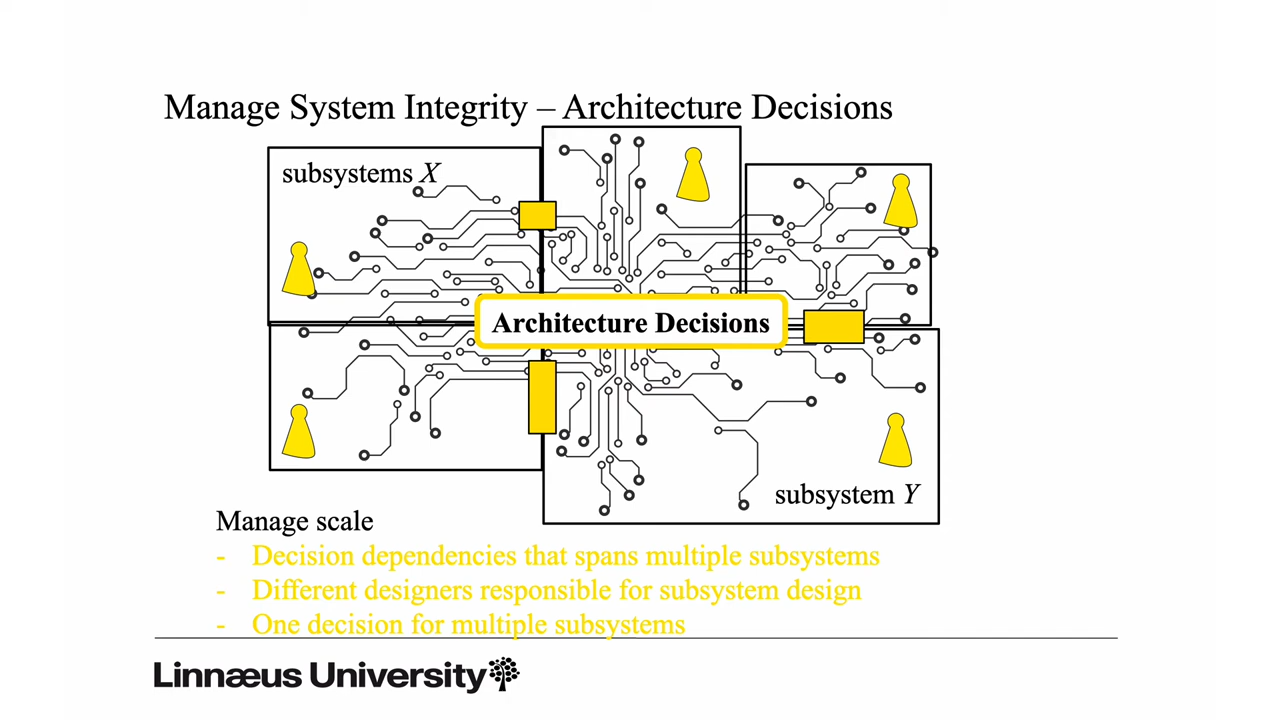 Manage System Integrity – Architecture Decisions
subsystems X
Architecture Decisions
subsystem Y
Manage scale
- Decision dependencies that spans multiple subsystems
- Different designers responsible for subsystem design
- One decision for multiple subsystems
Linnæus University